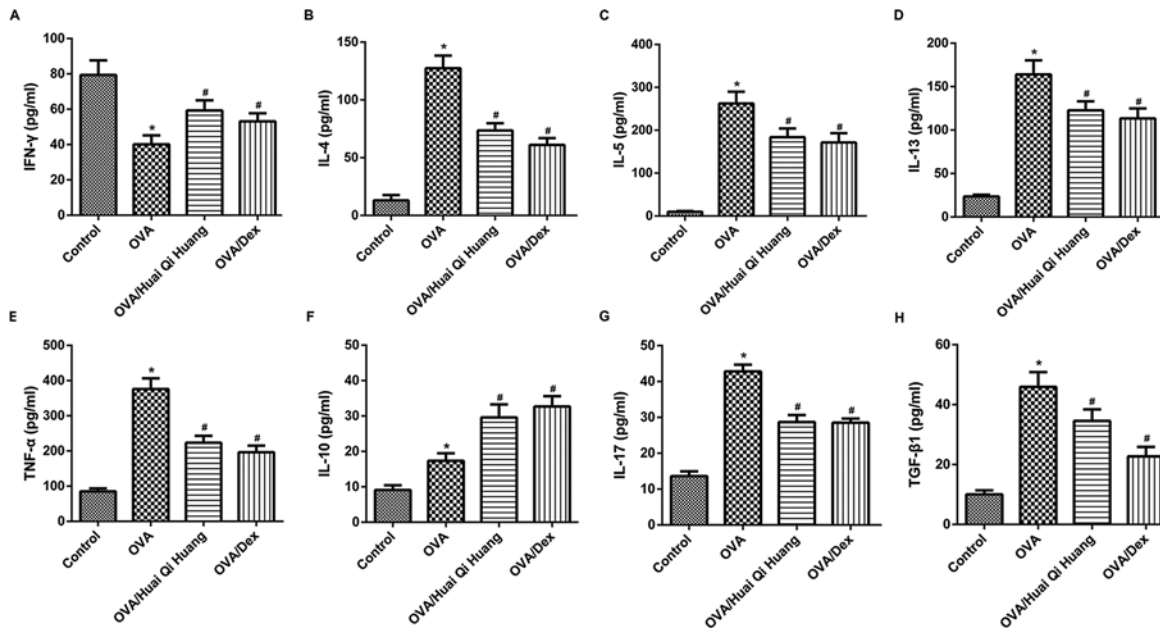 A
IFN-γ (pg/ml)
100
80
60
40
20
0
*
#
#
Control
OVA
OVA/Huai Qi Huang
OVA/Dex
B
IL-4 (pg/ml)
150
100
50
0
*
#
#
Control
OVA
OVA/Huai Qi Huang
OVA/Dex
C
IL-5 (pg/ml)
400
300
200
100
0
*
#
#
Control
OVA
OVA/Huai Qi Huang
OVA/Dex
D
IL-13 (pg/ml)
200
150
100
50
0
*
#
#
Control
OVA
OVA/Huai Qi Huang
OVA/Dex
E
TNF-α (pg/ml)
500
400
300
200
100
0
*
#
#
Control
OVA
OVA/Huai Qi Huang
OVA/Dex
F
IL-10 (pg/ml)
50
40
30
20
10
0
*
#
#
Control
OVA
OVA/Huai Qi Huang
OVA/Dex
G
IL-17 (pg/ml)
50
40
30
20
10
0
*
#
#
Control
OVA
OVA/Huai Qi Huang
OVA/Dex
H
TGF-β1 (pg/ml)
60
40
20
0
*
#
#
Control
OVA
OVA/Huai Qi Huang
OVA/Dex